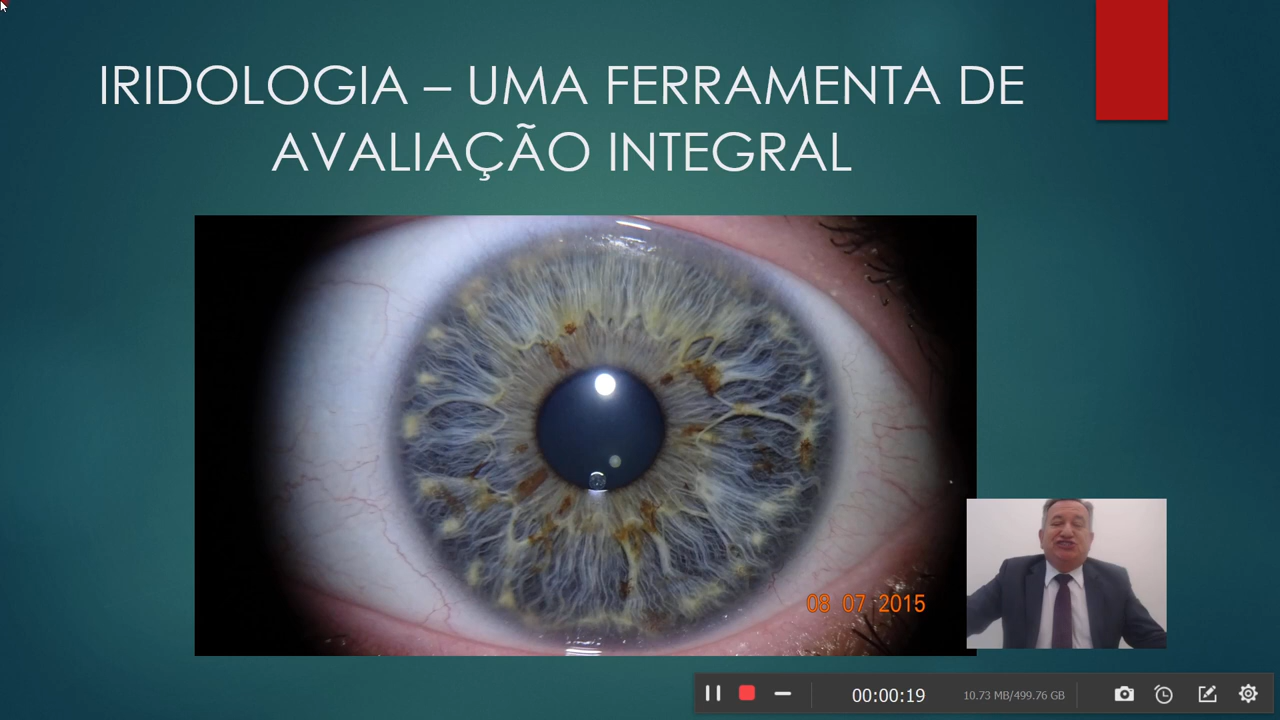 IRIDOLOGIA – UMA FERRAMENTA DE
AVALIAÇÃO INTEGRAL
08 07 2015
00:00:19
10.73 MB/499.76 GB